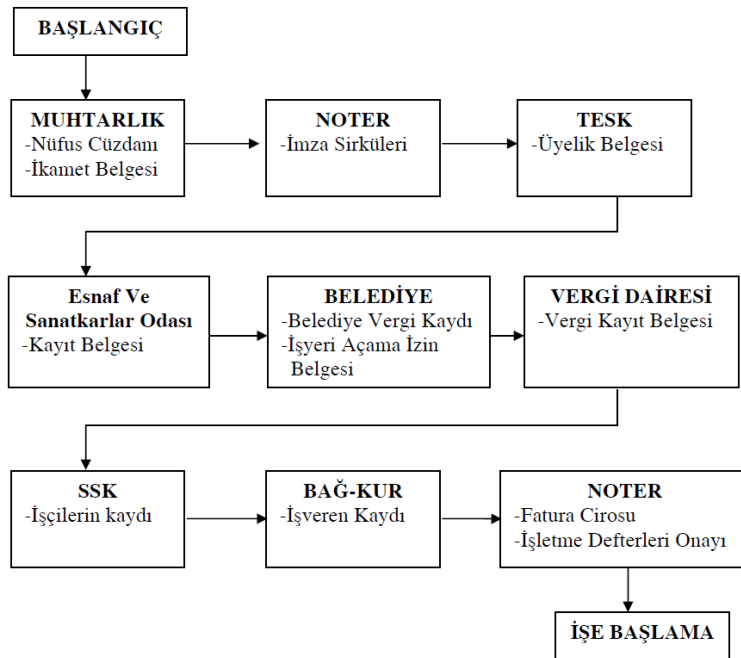 BAŞLANGIÇ
MUHTARLIK
-Nüfus Cüzdanı
-İkamet Belgesi
NOTER
-İmza Sirküleri
TESK
-Üyelik Belgesi
Esnaf Ve
Sanatkarlar Odası
-Kayıt Belgesi
BELEDİYE
-Belediye Vergi Kaydı
-İşyeri Açama İzin
Belgesi
VERGİ DAİRESİ
-Vergi Kayıt Belgesi
SSK
-İşçilerin kaydı
BAĞ-KUR
-İşveren Kaydı
NOTER
-Fatura Cirosu
-İşletme Defterleri Onayı
İŞE BAŞLAMA